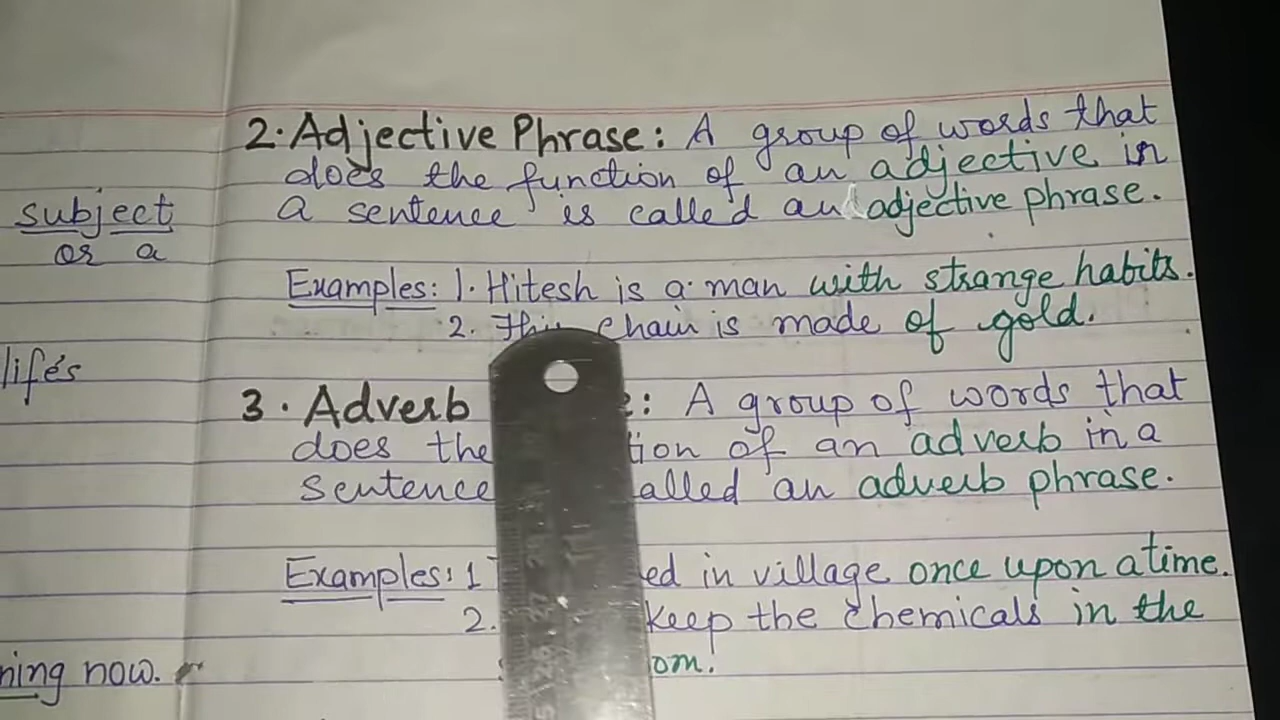 subject
or a
lifés
ning now.
2. Adjective Phrase: A group of words that
does the function of an adjective in
a sentence is called an adjective phrase.
Examples: 1. Hitesh is a man with strange habits.
2. This chain is made of gold.
3. Adverb : A group of words that
does the tion of an adverb in a
sentence alled an adverb phrase.
Examples: 1 ed in village once upon a time.
2. keep the chemicals in the
om.